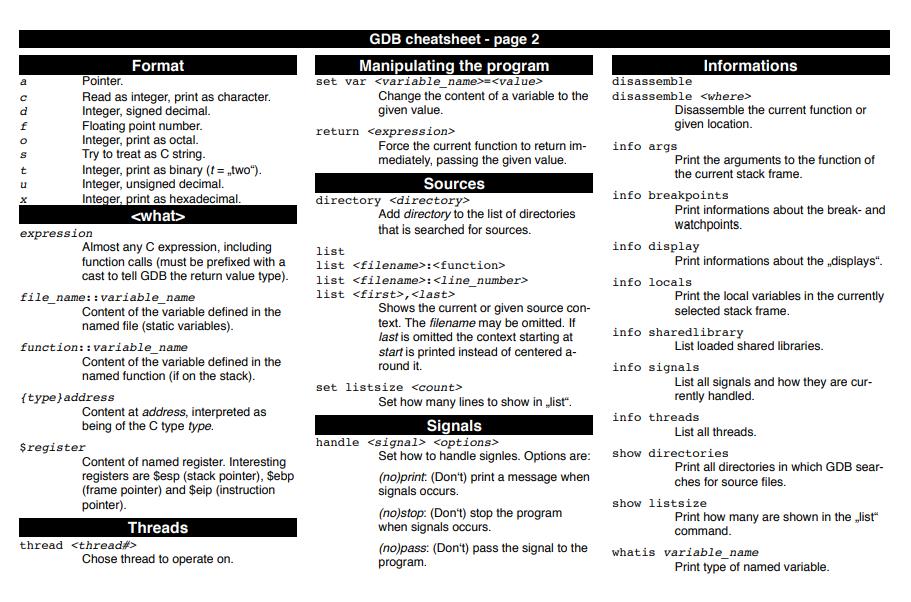 GDB cheatsheet - page 2
Format
a Pointer.
c Read as integer, print as character.
d Integer, signed decimal.
f Floating point number.
o Integer, print as octal.
s Try to treat as C string.
t Integer, print as binary (t = „two“).
u Integer, unsigned decimal.
x Integer, print as hexadecimal.
<what>
expression
Almost any C expression, including
function calls (must be prefixed with a
cast to tell GDB the return value type).
file_name::variable_name
Content of the variable defined in the
named file (static variables).
function::variable_name
Content of the variable defined in the
named function (if on the stack).
{type}address
Content at address, interpreted as
being of the C type type.
$register
Content of named register. Interesting
registers are $esp (stack pointer), $ebp
(frame pointer) and $eip (instruction
pointer).
Threads
thread <thread#>
Chose thread to operate on.
Manipulating the program
set var <variable_name>=<value>
Change the content of a variable to the
given value.
return <expression>
Force the current function to return im-
mediately, passing the given value.
Sources
directory <directory>
Add directory to the list of directories
that is searched for sources.
list
list <filename>:<function>
list <filename>:<line_number>
list <first>,<last>
Shows the current or given source con-
text. The filename may be omitted. If
last is omitted the context starting at
start is printed instead of centered a-
round it.
set listsize <count>
Set how many lines to show in „list“.
Signals
handle <signal> <options>
Set how to handle signles. Options are:
(no)print: (Don‘t) print a message when
signals occurs.
(no)stop: (Don‘t) stop the program
when signals occurs.
(no)pass: (Don‘t) pass the signal to the
program.
Informations
disassemble
disassemble <where>
Disassemble the current function or
given location.
info args
Print the arguments to the function of
the current stack frame.
info breakpoints
Print informations about the break- and
watchpoints.
info display
Print informations about the „displays“.
info locals
Print the local variables in the currently
selected stack frame.
info sharedlibrary
List loaded shared libraries.
info signals
List all signals and how they are cur-
rently handled.
info threads
List all threads.
show directories
Print all directories in which GDB sear-
ches for source files.
show listsize
Print how many are shown in the „list“
command.
whatis variable_name
Print type of named variable.